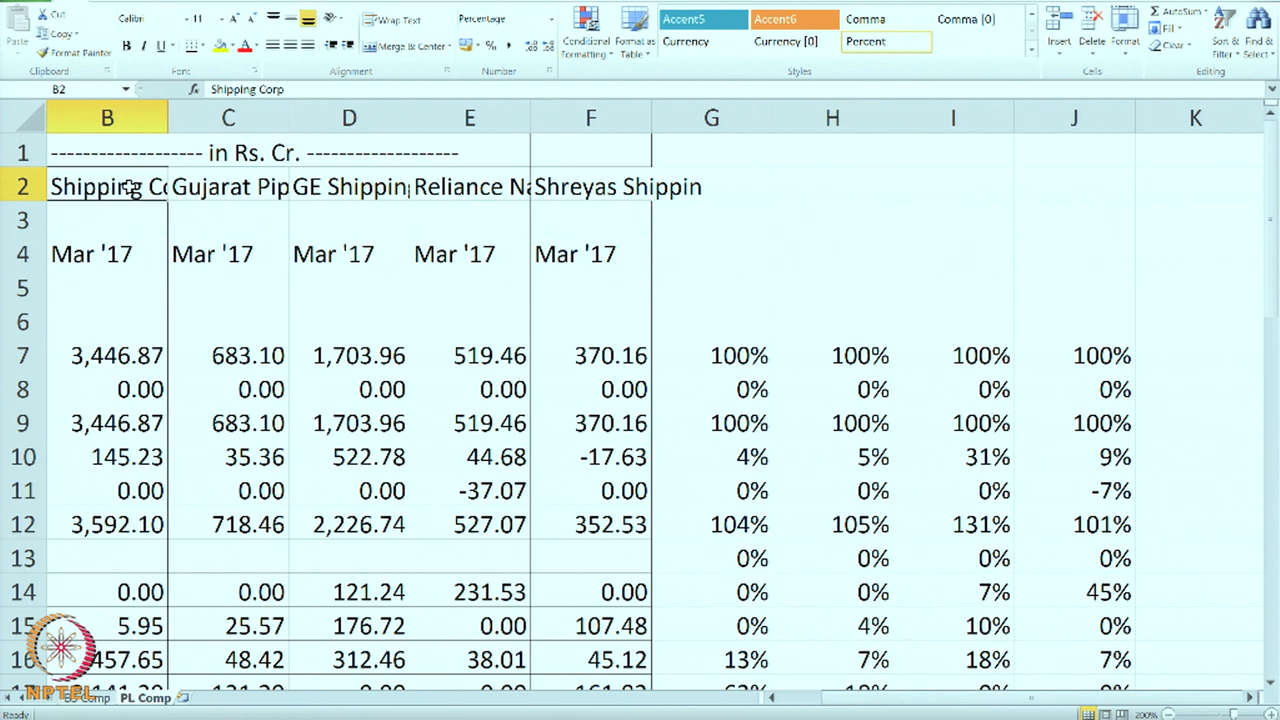 Cut
Calibri
11
Wrap Text
Percentage
Accent5
Accent6
Comma
Comma [0]
AutoSum
Copy
Fill
Paste
Format Painter
B I U
Merge & Center
%
Conditional Formatting
Format as Table
Currency
Currency [0]
Percent
Insert
Delete
Format
Clear
Sort & Filter
Find & Select
Clipboard
Font
Alignment
Number
Styles
Cells
Editing
B2
fx
Shipping Corp
B C D E F G H I J K
1 ------------------- in Rs. Cr. -------------------
2 Shipping Co Gujarat Pip GE Shipping Reliance Na Shreyas Shippin
3
4 Mar '17 Mar '17 Mar '17 Mar '17 Mar '17
5
6
7 3,446.87 683.10 1,703.96 519.46 370.16 100% 100% 100% 100%
8 0.00 0.00 0.00 0.00 0.00 0% 0% 0% 0%
9 3,446.87 683.10 1,703.96 519.46 370.16 100% 100% 100% 100%
10 145.23 35.36 522.78 44.68 -17.63 4% 5% 31% 9%
11 0.00 0.00 0.00 -37.07 0.00 0% 0% 0% -7%
12 3,592.10 718.46 2,226.74 527.07 352.53 104% 105% 131% 101%
13 0% 0% 0% 0%
14 0.00 0.00 121.24 231.53 0.00 0% 0% 7% 45%
15 5.95 25.57 176.72 0.00 107.48 0% 4% 10% 0%
16 457.65 48.42 312.46 38.01 45.12 13% 7% 18% 7%
NPTEL
Comp
PL Comp
Ready
200%